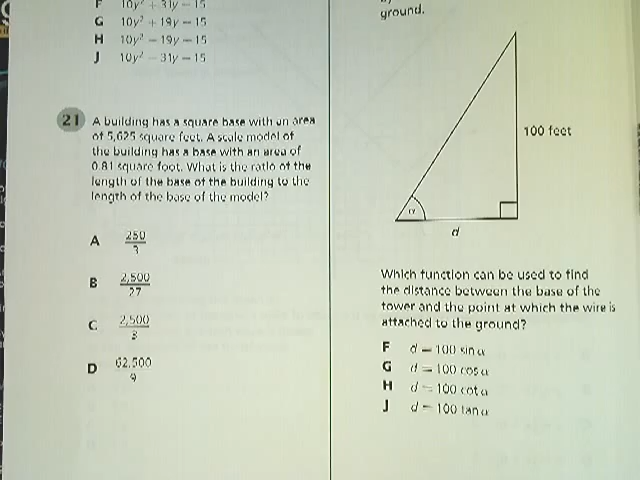 F 10y² + 31y − 15
G 10y² + 19y − 15
H 10y² − 19y − 15
J 10y² − 31y − 15
21 A building has a square base with an area
of 5,625 square feet. A scale model of
the building has a base with an area of
0.81 square foot. What is the ratio of the
length of the base of the building to the
length of the base of the model?
A 250/3
B 2,500/27
C 2,500/3
D 62,500/9
ground.
100 feet
α
d
Which function can be used to find
the distance between the base of the
tower and the point at which the wire is
attached to the ground?
F d = 100 sin α
G d = 100 cos α
H d = 100 cot α
J d = 100 tan α